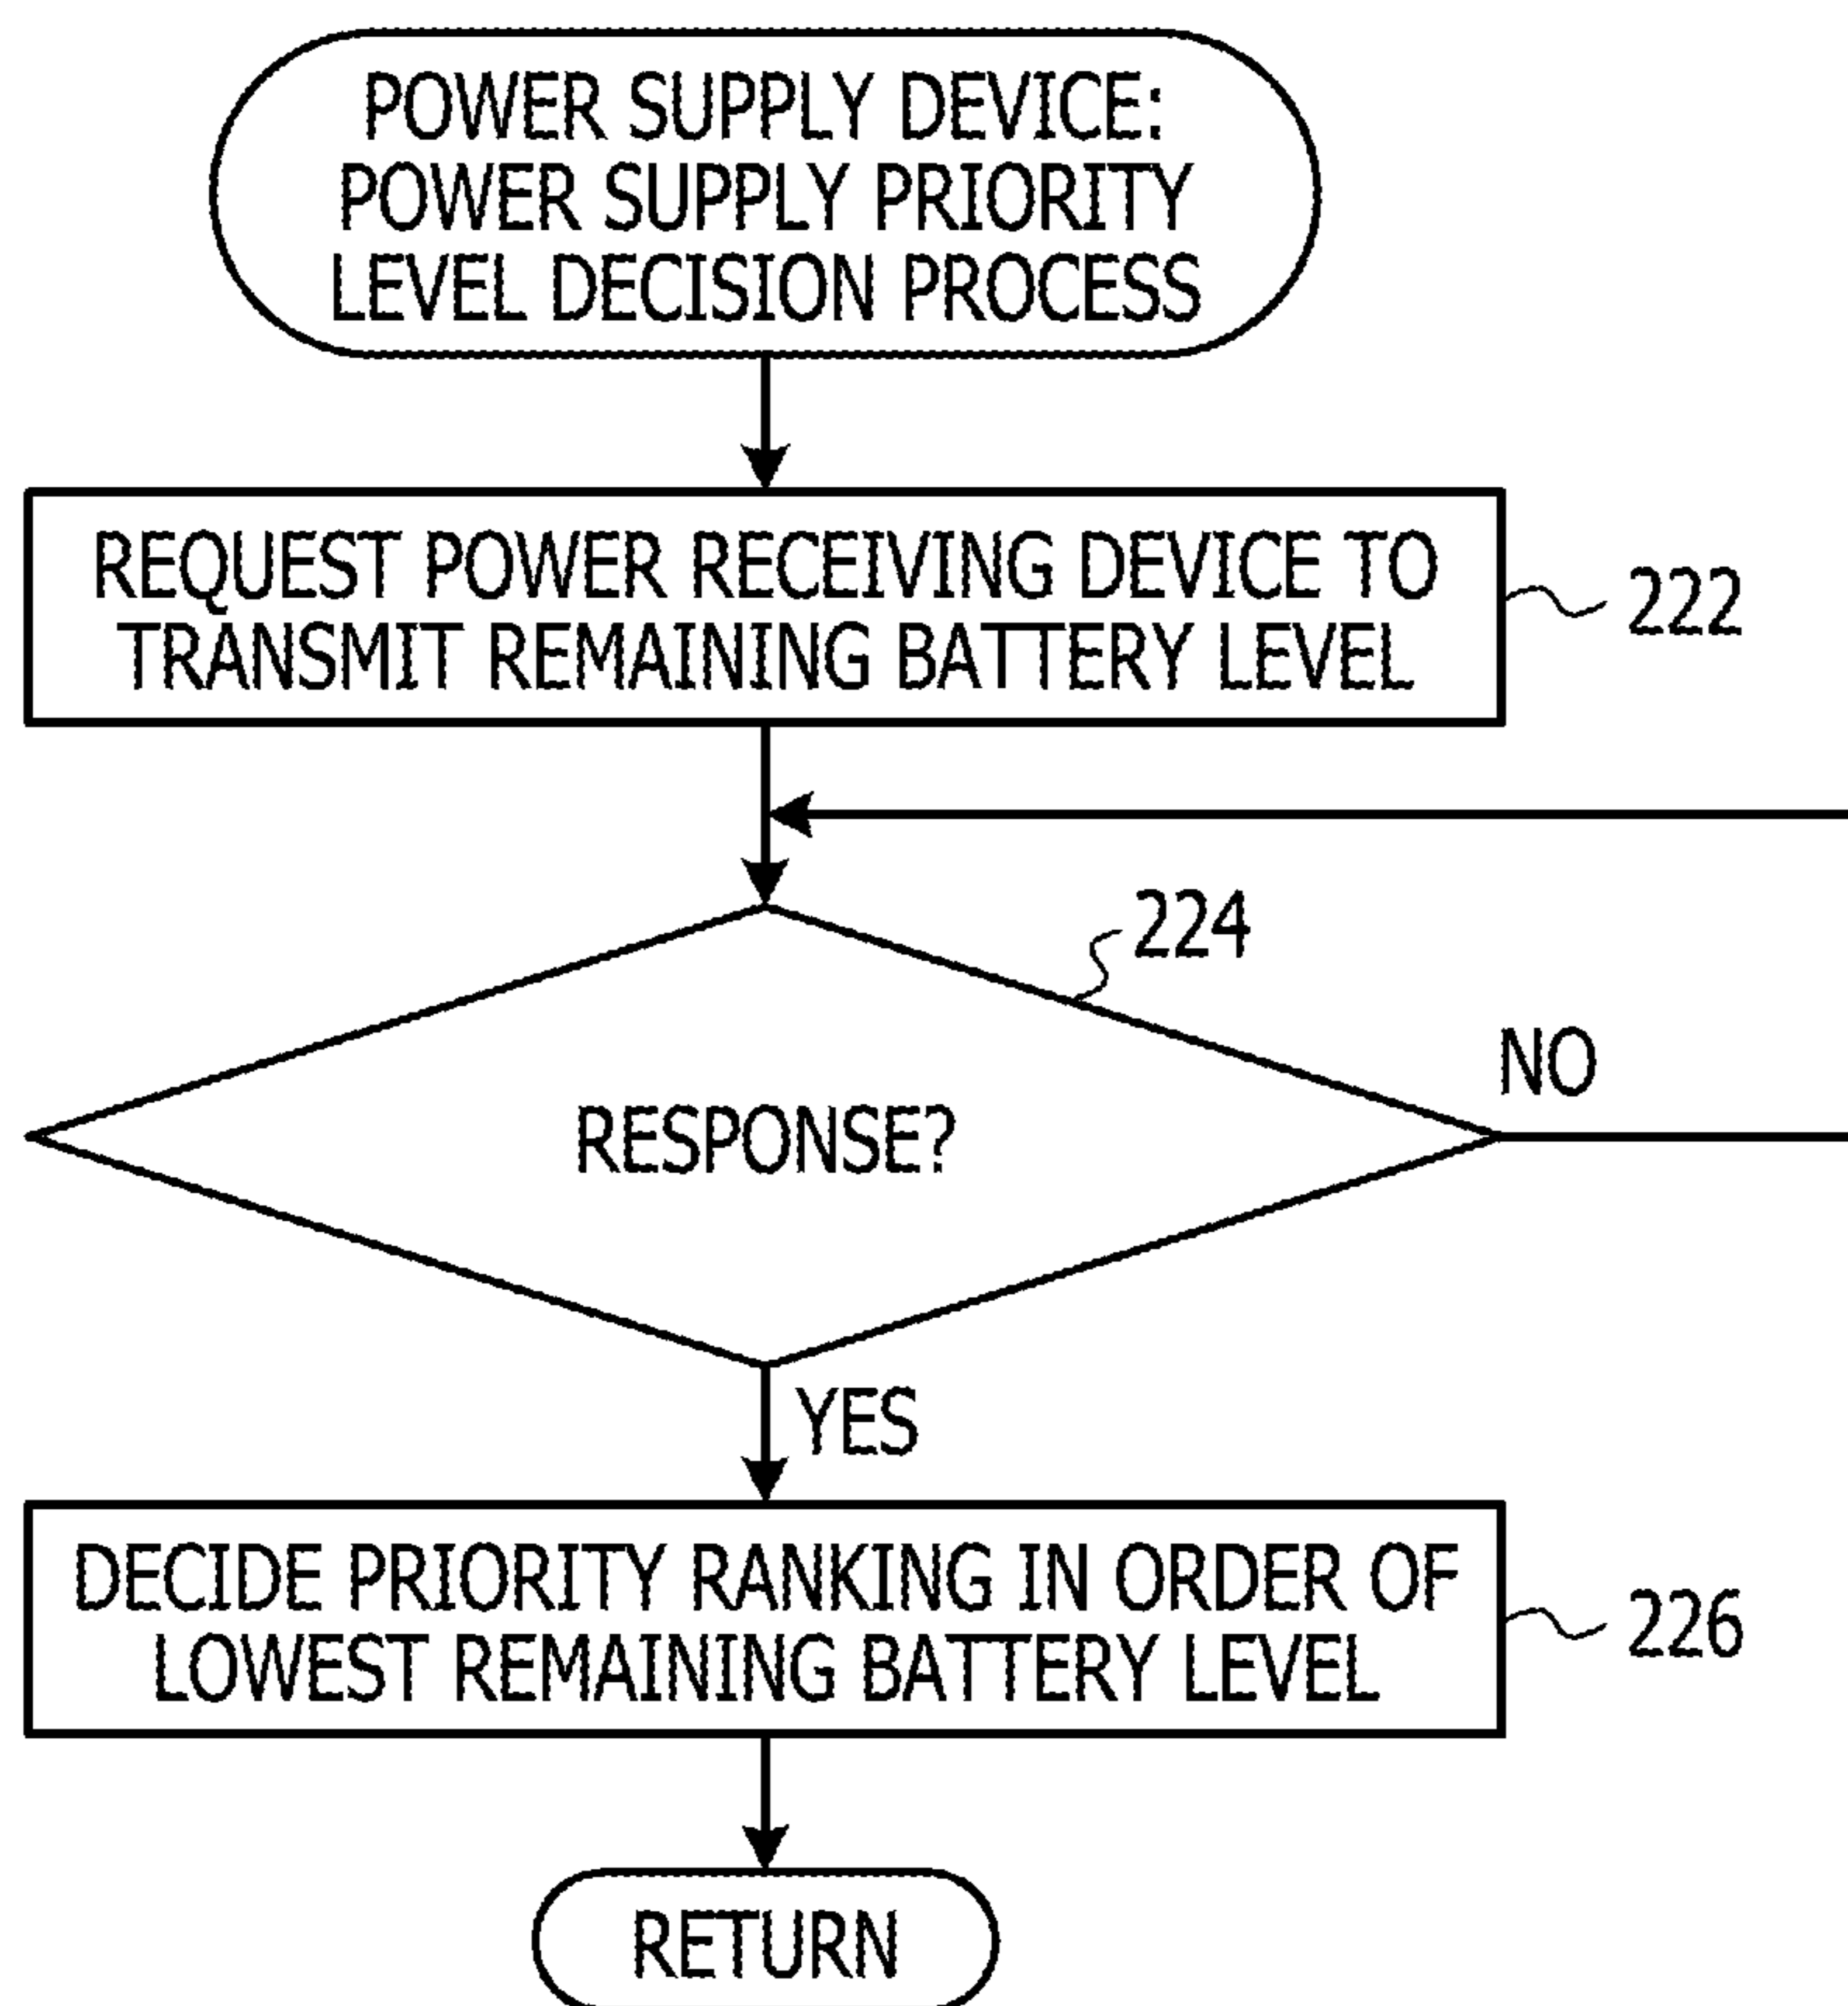 POWER SUPPLY DEVICE:
POWER SUPPLY PRIORITY
LEVEL DECISION PROCESS
REQUEST POWER RECEIVING DEVICE TO
TRANSMIT REMAINING BATTERY LEVEL
222
224
NO
RESPONSE?
YES
DECIDE PRIORITY RANKING IN ORDER OF
LOWEST REMAINING BATTERY LEVEL
226
RETURN